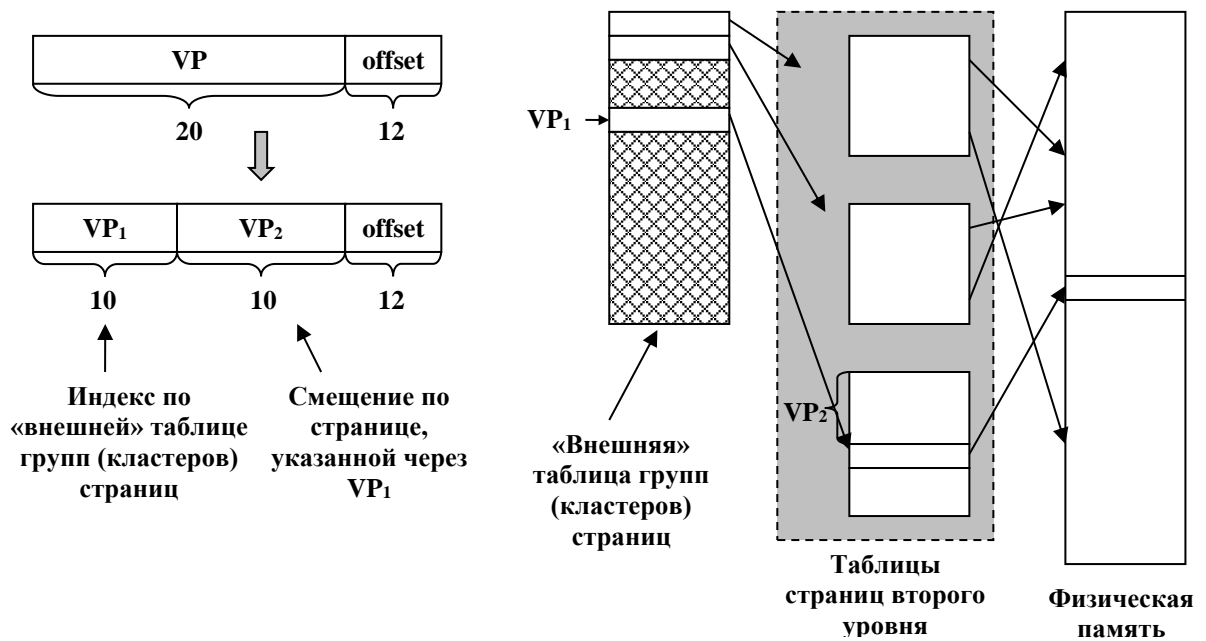 VP offset
20 12
VP₁ VP₂ offset
10 10 12
Индекс по
«внешней» таблице
групп (кластеров)
страниц
Смещение по
странице,
указанной через
VP₁
VP₁
«Внешняя»
таблица групп
(кластеров)
страниц
VP₂
Таблицы
страниц второго
уровня
Физическая
память